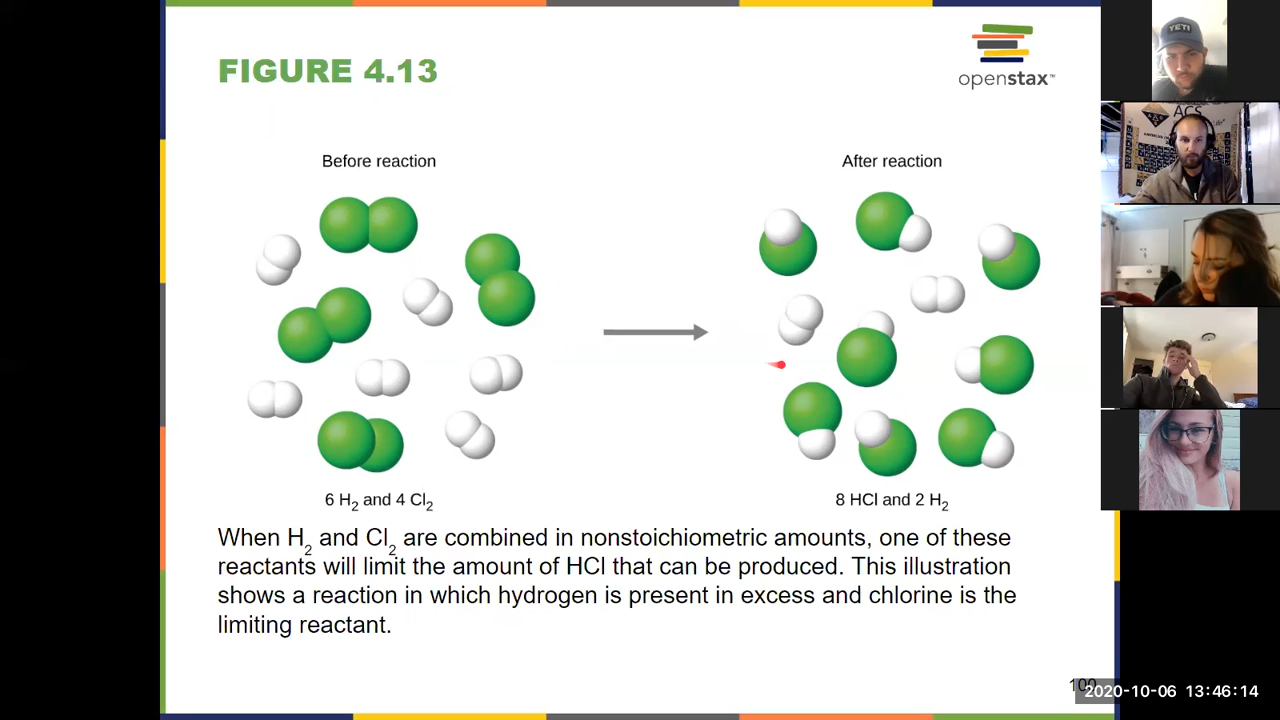 FIGURE 4.13
openstax™
Before reaction
After reaction
6 H₂ and 4 Cl₂
8 HCl and 2 H₂
When H₂ and Cl₂ are combined in nonstoichiometric amounts, one of these
reactants will limit the amount of HCl that can be produced. This illustration
shows a reaction in which hydrogen is present in excess and chlorine is the
limiting reactant.
YETI
ACS
2020-10-06 13:46:14